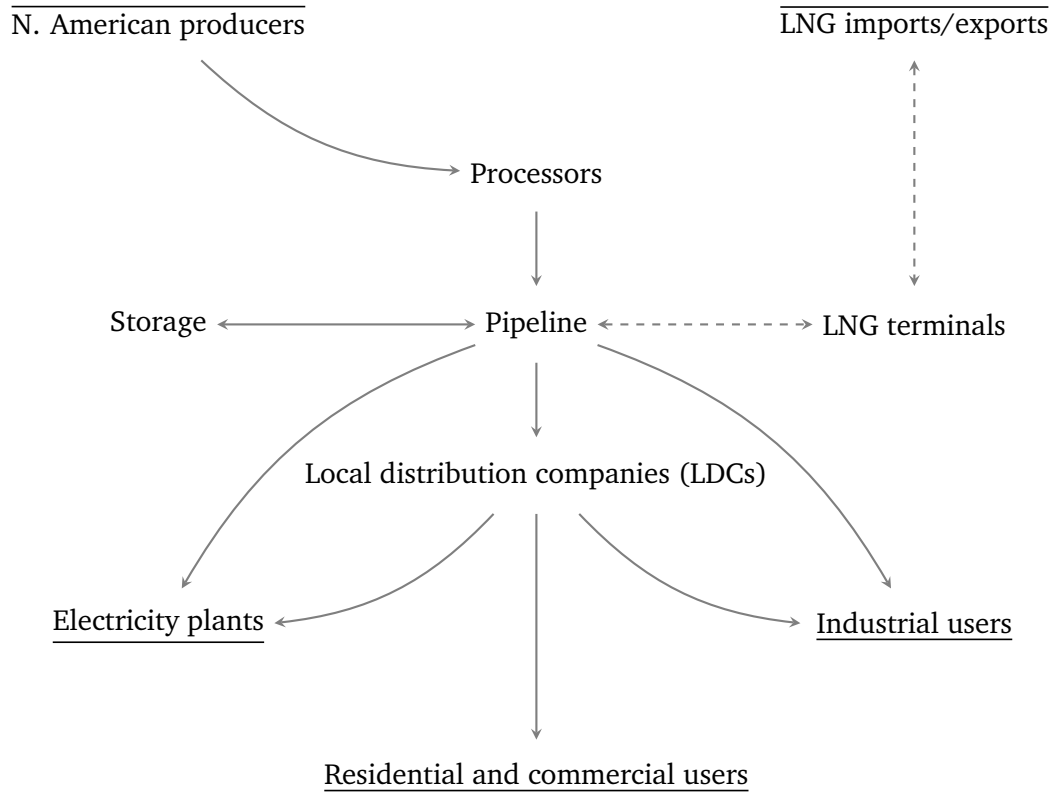 N. American producers
LNG imports/exports
Processors
Storage
Pipeline
LNG terminals
Local distribution companies (LDCs)
Electricity plants
Industrial users
Residential and commercial users